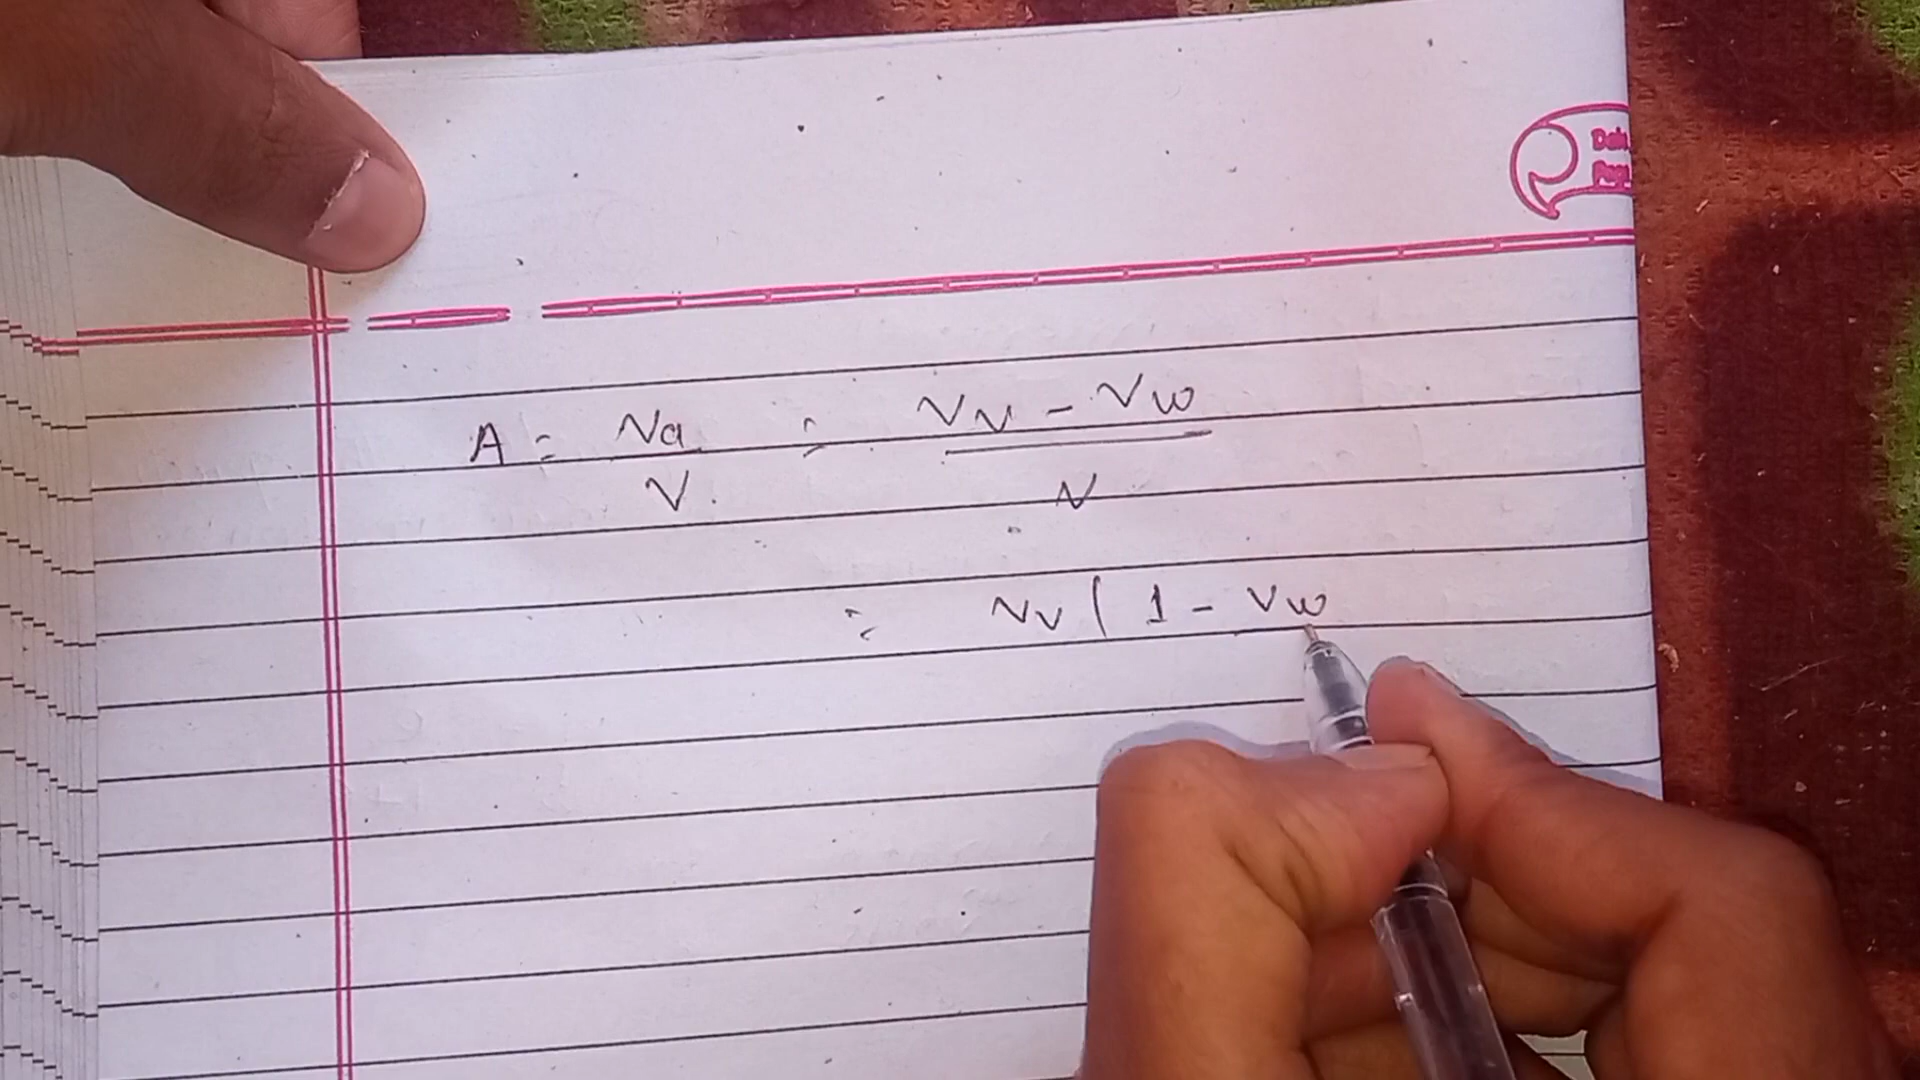 A = Va / V = Vv - Vw / V
= Vv ( 1 - Vw